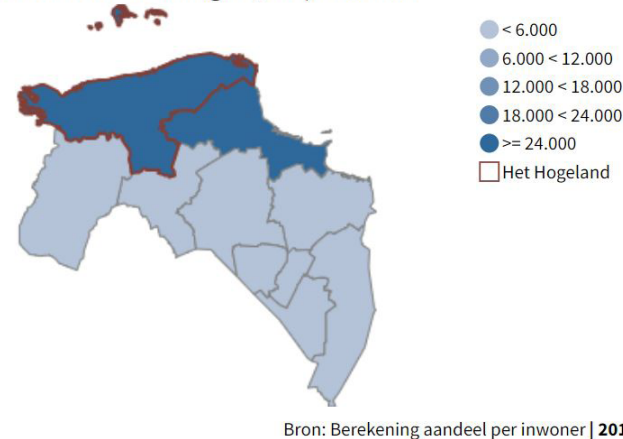 < 6.000
6.000 < 12.000
12.000 < 18.000
18.000 < 24.000
>= 24.000
Het Hogeland
Bron: Berekening aandeel per inwoner | 201